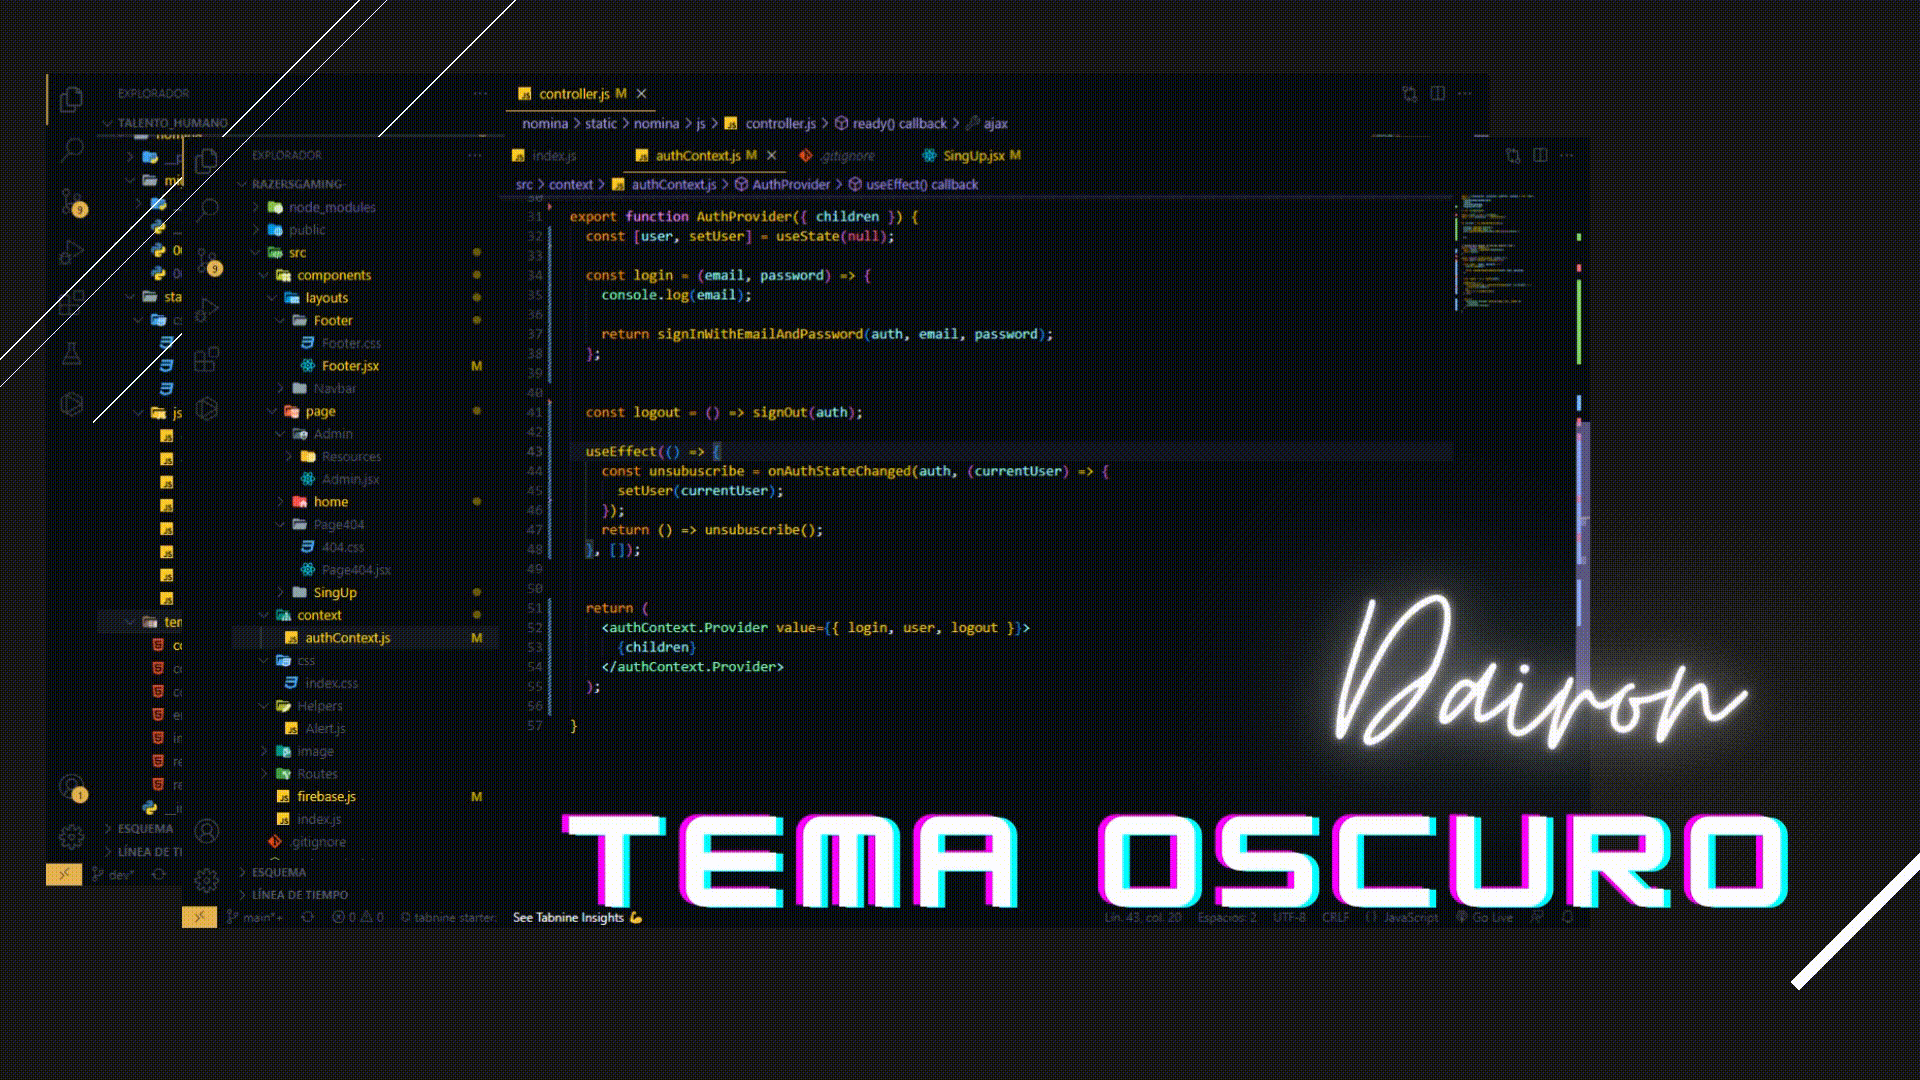 EXPLORADOR
TALENTO_HUMANO
controller.js M
nomina > static > nomina > js > controller.js > ready() callback > ajax
EXPLORADOR
RAZERSGAMING-
node_modules
public
src
components
layouts
Footer
Footer.css
Footer.jsx M
Navbar
page
Admin
Resources
Admin.jsx
home
Page404
404.css
Page404.jsx
SingUp
context
authContext.js M
css
index.css
Helpers
Alert.js
image
Routes
firebase.js M
index.js
.gitignore
ESQUEMA
LÍNEA DE TIEMPO
index.js
authContext.js M
.gitignore
SingUp.jsx M
src > context > authContext.js > AuthProvider > useEffect() callback
31 export function AuthProvider({ children }) {
32 const [user, setUser] = useState(null);
33
34 const login = (email, password) => {
35 console.log(email);
36
37 return signInWithEmailAndPassword(auth, email, password);
38 };
39
40
41 const logout = () => signOut(auth);
42
43 useEffect(() => {
44 const unsubuscribe = onAuthStateChanged(auth, (currentUser) => {
45 setUser(currentUser);
46 });
47 return () => unsubuscribe();
48 }, []);
49
50
51 return (
52 <authContext.Provider value={{ login, user, logout }}>
53 {children}
54 </authContext.Provider>
55 );
56
57 }
Dairon
TEMA OSCURO
ESQUEMA
LÍNEA DE TI
dev*
main*+ 0 0 tabnine starter: See Tabnine Insights 💪 Lín. 43, col. 20 Espacios: 2 UTF-8 CRLF {} JavaScript Go Live
9
9
1